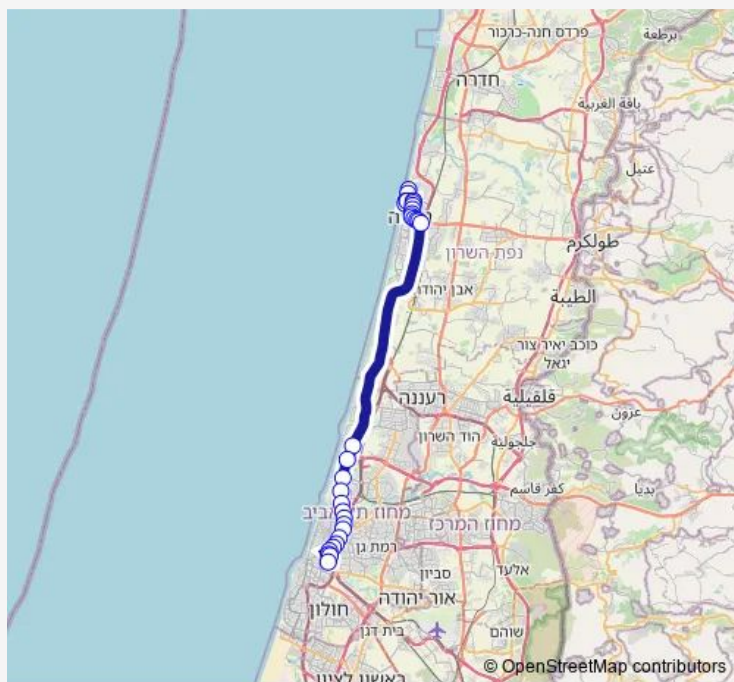 פרדס חנה-כרכור
ברטעה
חדרה
באקה אל-גרביה
עתיל
טולכרם
נפת השרון
אבן יהודה
الطيبة
כוכב יאיר צור
יגאל
קלקיליה
רעננה
עזון
הוד השרון
ג'לג'וליה
כפר קאסם
בדיא
מחוז תל אביב
מחוז המרכז
רמת גן
אלעד
סביון
אור יהודה
חולון
בית דגן
שוהם
ראשון לציון
© OpenStreetMap contributors